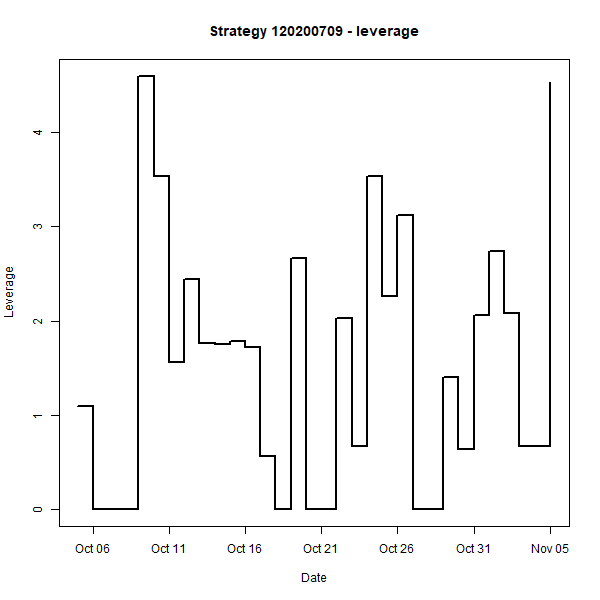 Strategy 120200709 - leverage
Leverage
4
3
2
1
0
Oct 06 Oct 11 Oct 16 Oct 21 Oct 26 Oct 31 Nov 05
Date